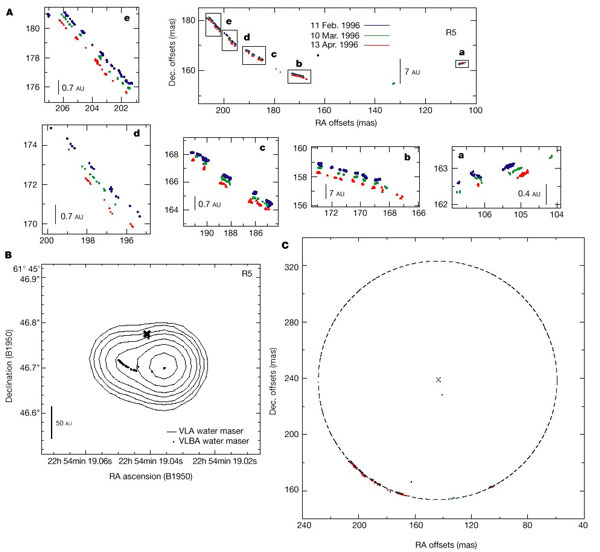 A
e
181
180
178
176
206
204
202
0.7 AU
Dec. offsets (mas)
180
160
11 Feb. 1996
10 Mar. 1996
13 Apr. 1996
R5
e
d
c
b
a
7 AU
200
180
160
140
120
100
RA offsets (mas)
d
174
172
170
0.7 AU
200
198
196
c
168
166
164
0.7 AU
190
188
186
b
162
160
158
156
7 AU
172
170
168
166
a
163
162
0.4 AU
106
105
104
B
R5
61° 45'
46.9'
46.8'
46.7'
46.6'
Declination (B1950)
50 AU
VLA water maser
VLBA water maser
22h 54min 19.06s
22h 54min 19.04s
22h 54min 19.02s
RA ascension (B1950)
C
320
300
280
260
240
220
200
180
160
Dec. offsets (mas)
240
200
160
120
80
40
RA offsets (mas)